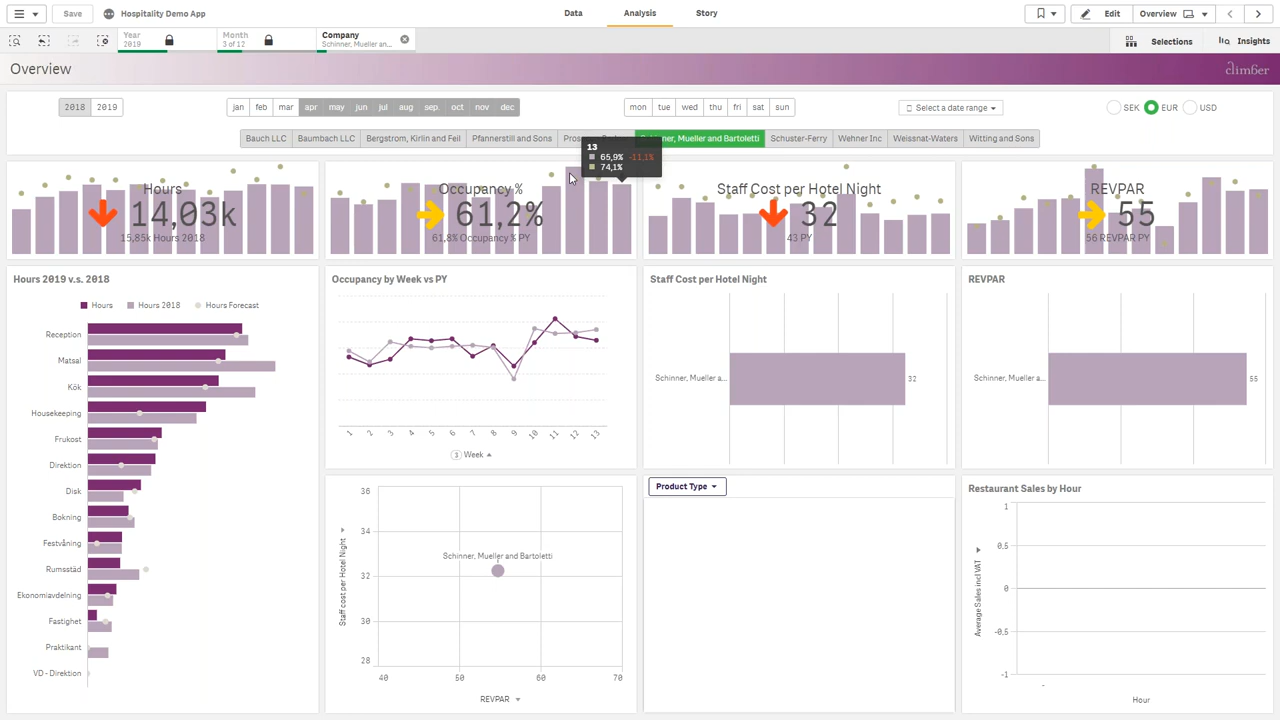 Save
Hospitality Demo App
Data
Analysis
Story
Edit
Overview
Year
2019
Month
3 of 12
Company
Schinner, Mueller an...
Selections
Insights
Overview
climber
2018 2019
jan feb mar apr may jun jul aug sep. oct nov dec
mon tue wed thu fri sat sun
Select a date range
SEK EUR USD
Bauch LLC
Baumbach LLC
Bergstrom, Kirlin and Feil
Pfannerstill and Sons
Schinner, Mueller and Bartoletti
Schuster-Ferry
Wehner Inc
Weissnat-Waters
Witting and Sons
13
65,9% -11,1%
74,1%
Hours
14,03k
15,85k Hours 2018
Occupancy %
61,2%
61,8% Occupancy % PY
Staff Cost per Hotel Night
32
43 PY
REVPAR
55
56 REVPAR PY
Hours 2019 v.s. 2018
Hours Hours 2018 Hours Forecast
Reception
Matsal
Kök
Housekeeping
Frukost
Direktion
Disk
Bokning
Festvåning
Rumsstäd
Ekonomiavdelning
Fastighet
Praktikant
VD - Direktion
Occupancy by Week vs PY
1 2 3 4 5 6 7 8 9 10 11 12 13
1 Week
Staff Cost per Hotel Night
Schinner, Mueller a...
32
REVPAR
Schinner, Mueller a...
55
36
34
32
30
28
Staff cost per Hotel Night
Schinner, Mueller and Bartoletti
40 50 60 70
REVPAR
Product Type
Restaurant Sales by Hour
1
0.5
0
-0.5
-1
Average Sales incl VAT
-
Hour